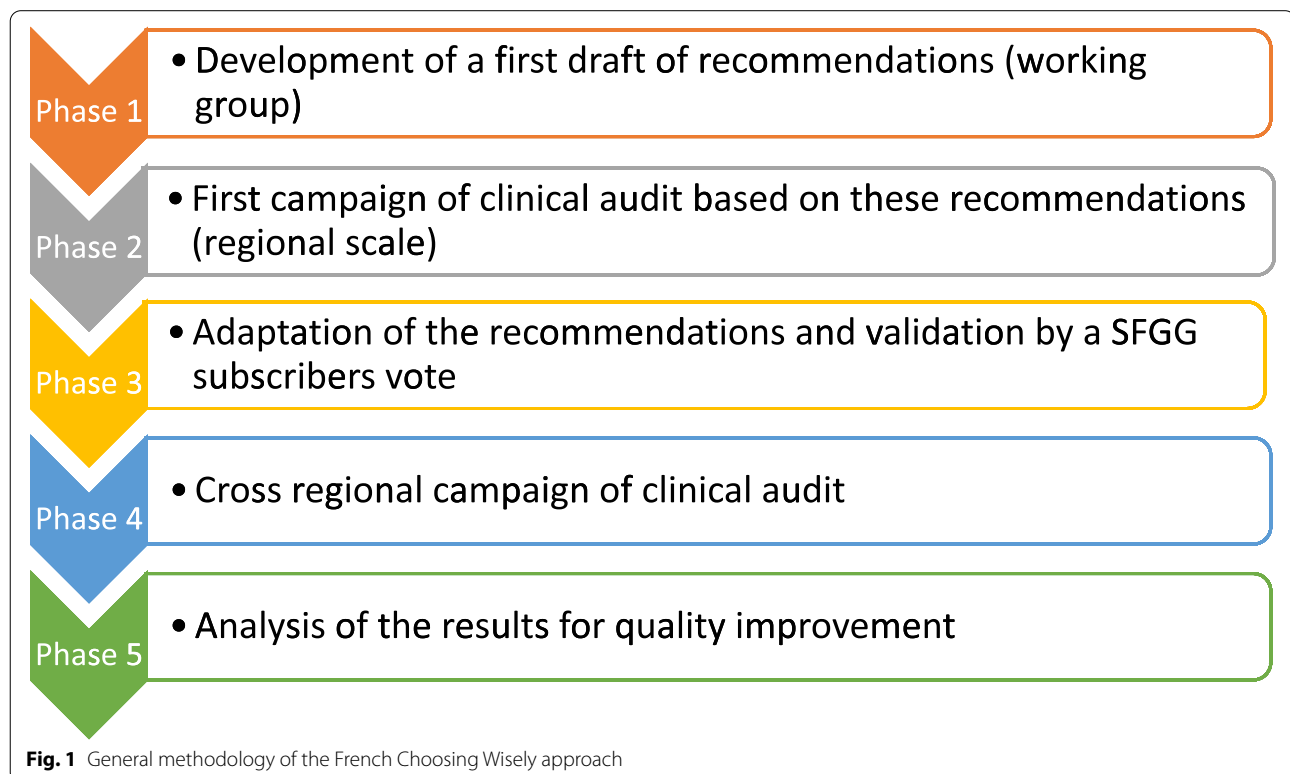 Phase 1
• Development of a first draft of recommendations (working
group)
Phase 2
• First campaign of clinical audit based on these recommendations
(regional scale)
Phase 3
• Adaptation of the recommendations and validation by a SFGG
subscribers vote
Phase 4
• Cross regional campaign of clinical audit
Phase 5
• Analysis of the results for quality improvement
Fig. 1 General methodology of the French Choosing Wisely approach